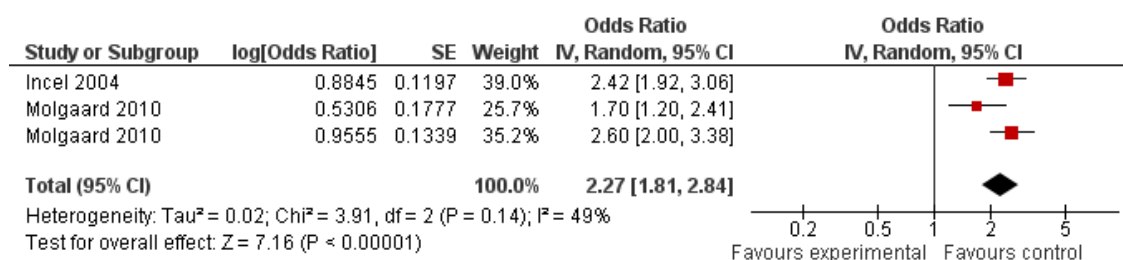 Odds Ratio Odds Ratio
Study or Subgroup log[Odds Ratio] SE Weight IV, Random, 95% CI IV, Random, 95% CI
Incel 2004 0.8845 0.1197 39.0% 2.42 [1.92, 3.06]
Molgaard 2010 0.5306 0.1777 25.7% 1.70 [1.20, 2.41]
Molgaard 2010 0.9555 0.1339 35.2% 2.60 [2.00, 3.38]
Total (95% CI) 100.0% 2.27 [1.81, 2.84]
Heterogeneity: Tau² = 0.02; Chi² = 3.91, df = 2 (P = 0.14); I² = 49%
Test for overall effect: Z = 7.16 (P < 0.00001)
0.2 0.5 1 2 5
Favours experimental Favours control